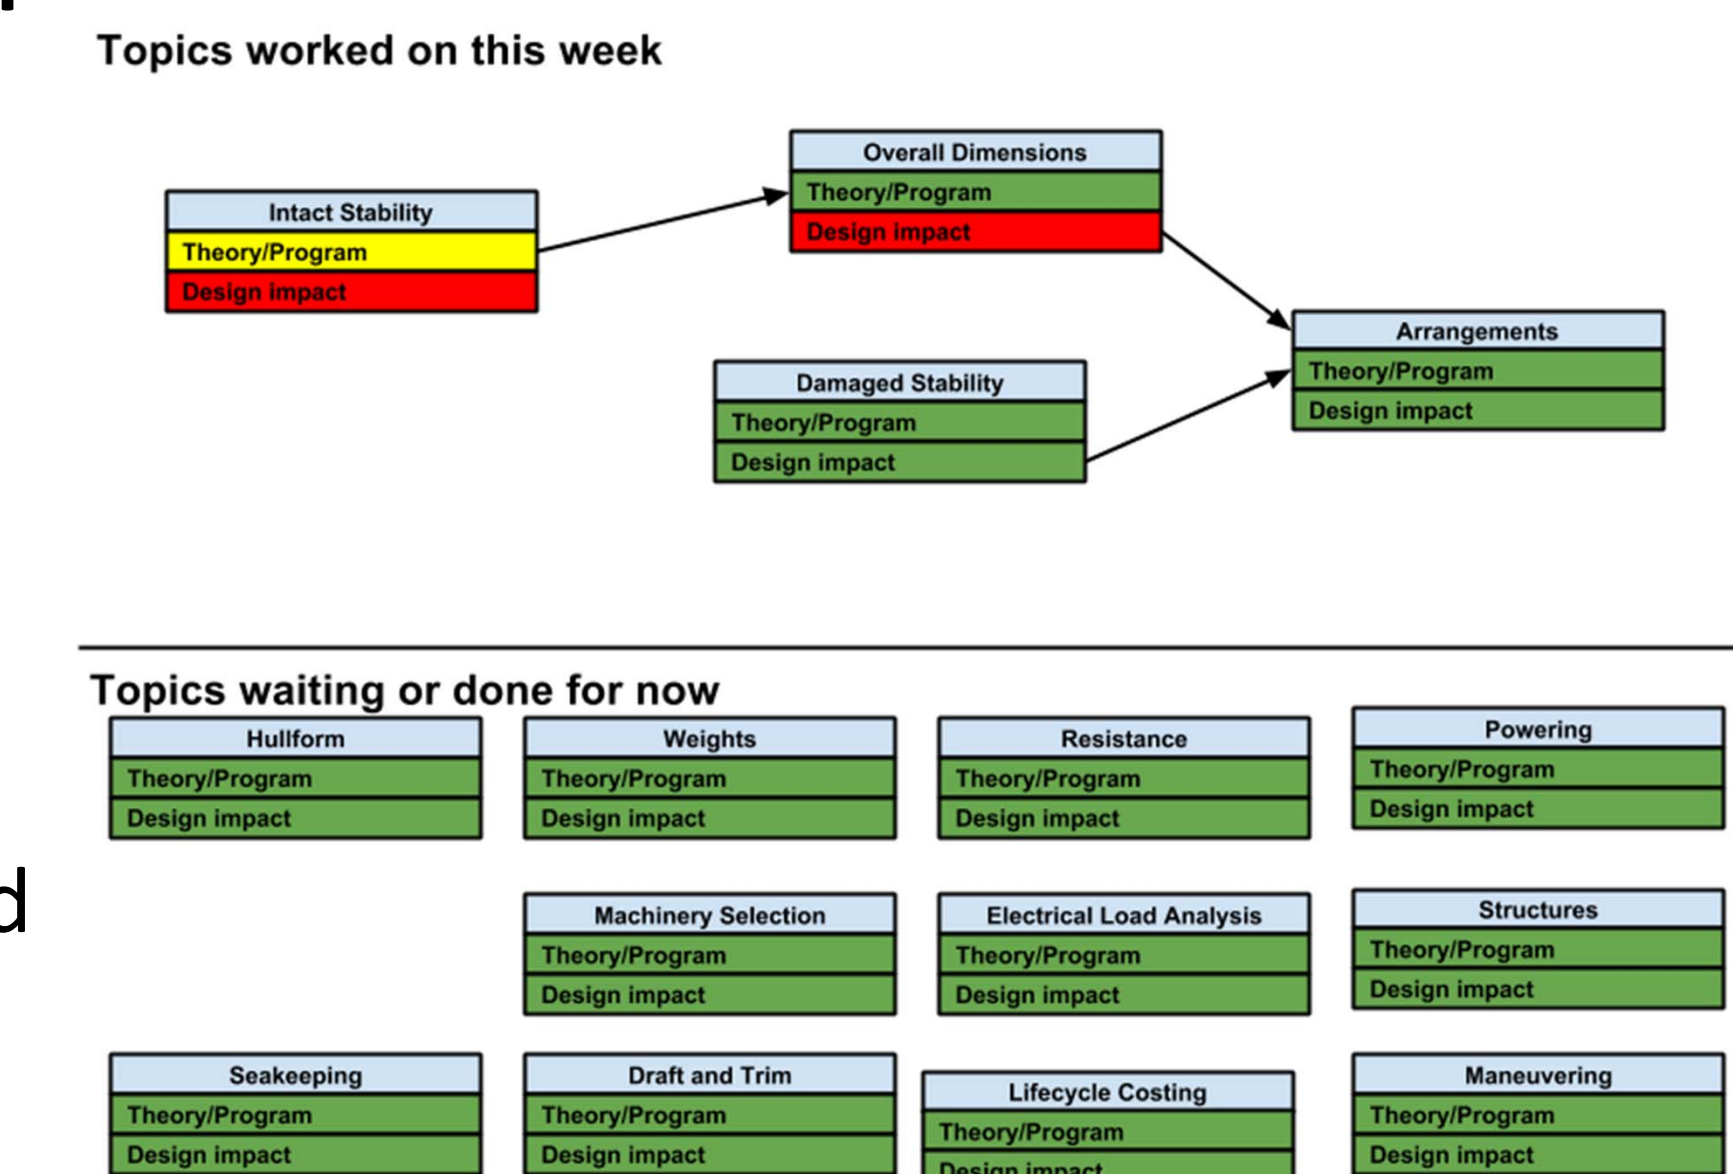 Topics worked on this week
Overall Dimensions
Theory/Program
Design impact
Intact Stability
Theory/Program
Design impact
Arrangements
Theory/Program
Design impact
Damaged Stability
Theory/Program
Design impact
Topics waiting or done for now
Hullform
Theory/Program
Design impact
Weights
Theory/Program
Design impact
Resistance
Theory/Program
Design impact
Powering
Theory/Program
Design impact
d
Machinery Selection
Theory/Program
Design impact
Electrical Load Analysis
Theory/Program
Design impact
Structures
Theory/Program
Design impact
Seakeeping
Theory/Program
Design impact
Draft and Trim
Theory/Program
Design impact
Lifecycle Costing
Theory/Program
Design impact
Maneuvering
Theory/Program
Design impact